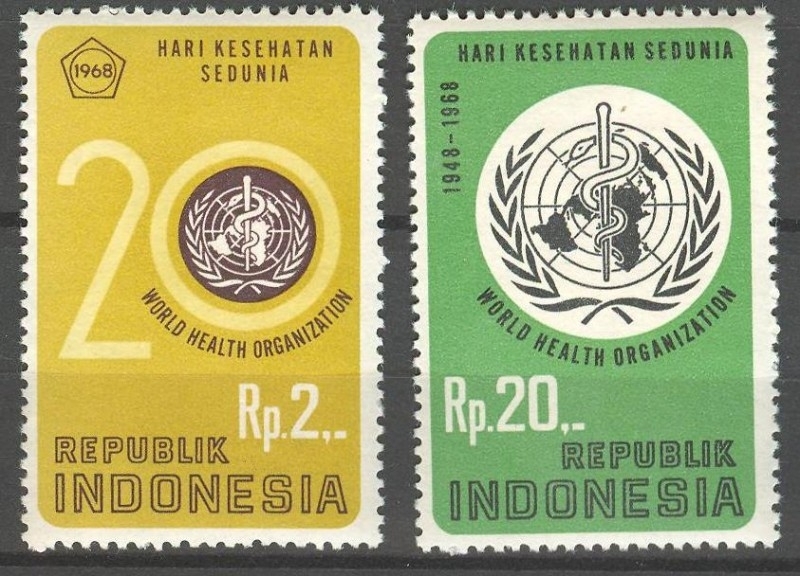 1968
HARI KESEHATAN
SEDUNIA
20
WORLD HEALTH ORGANIZATION
Rp.2,-
REPUBLIK
INDONESIA
HARI KESEHATAN SEDUNIA
1948-1968
WORLD HEALTH ORGANIZATION
Rp.20,-
REPUBLIK
INDONESIA